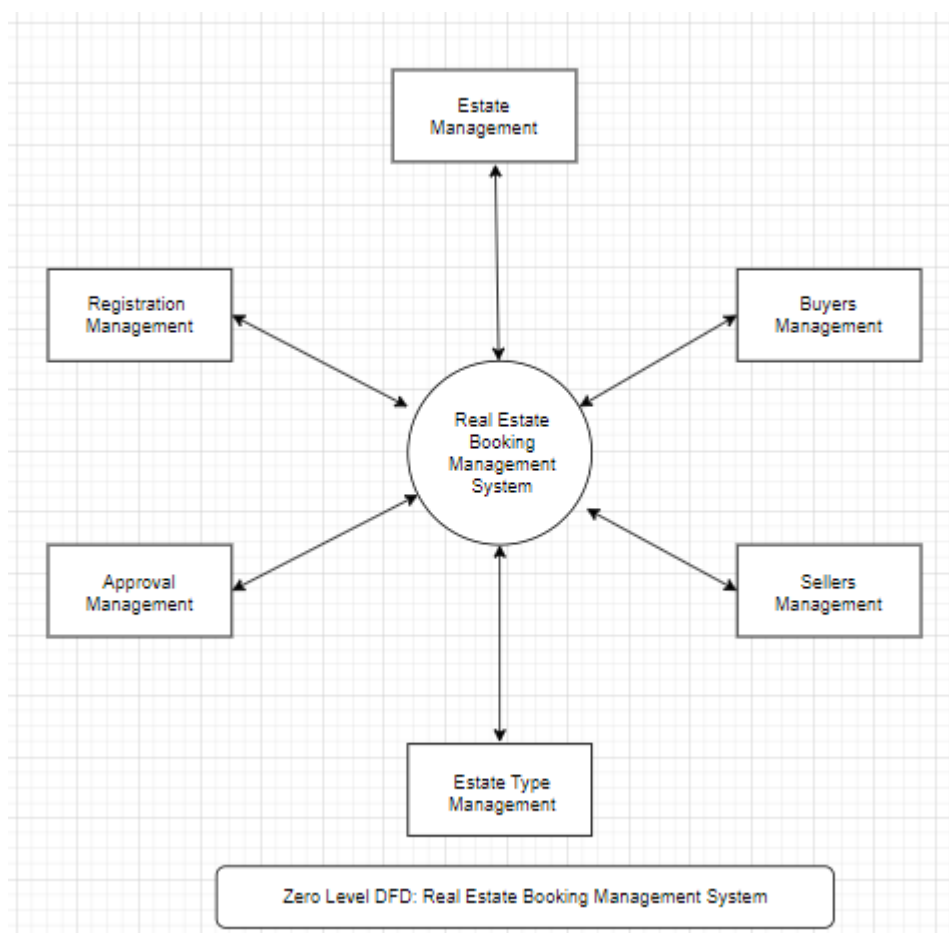 Estate
Management
Registration
Management
Buyers
Management
Real Estate
Booking
Management
System
Approval
Management
Sellers
Management
Estate Type
Management
Zero Level DFD: Real Estate Booking Management System